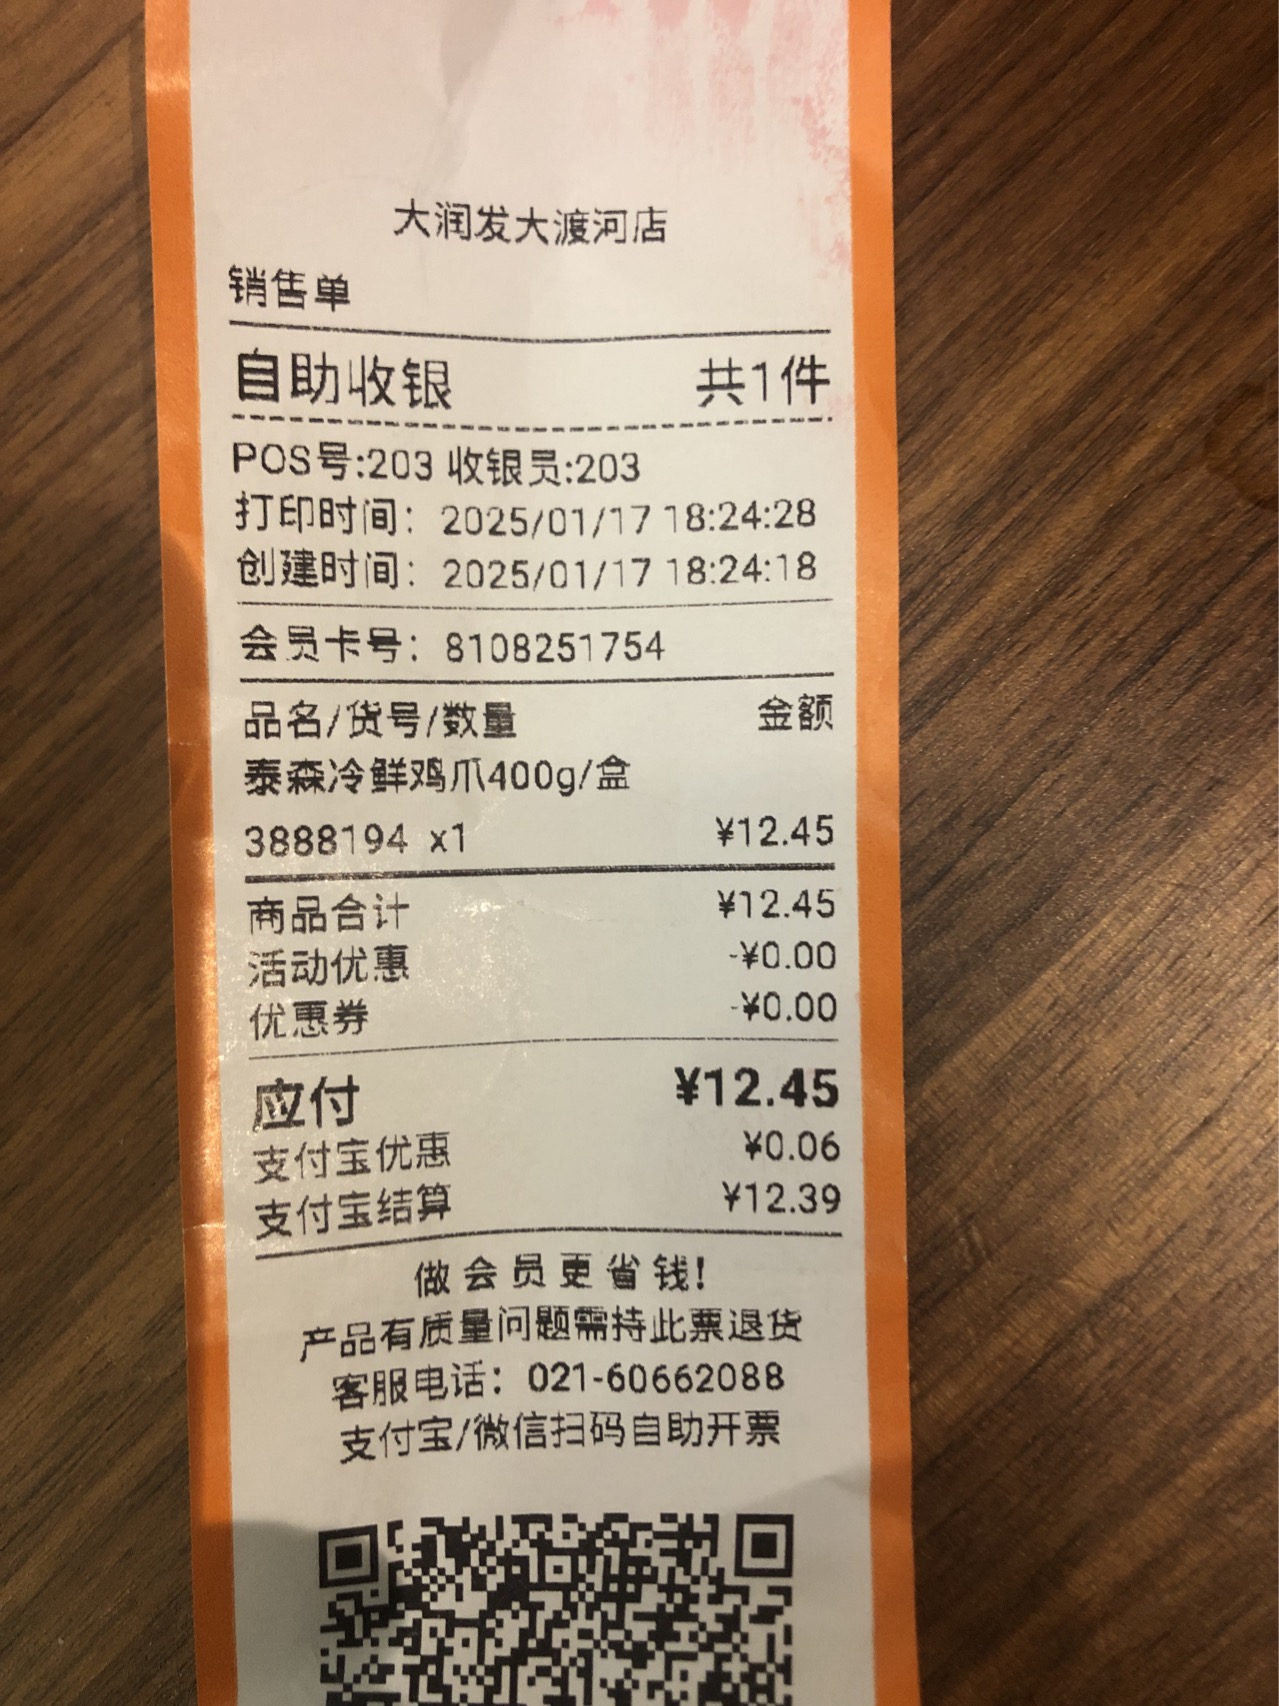 大润发大渡河店
销售单
自助收银 共1件
POS号:203 收银员:203
打印时间: 2025/01/17 18:24:28
创建时间: 2025/01/17 18:24:18
会员卡号: 8108251754
品名/货号/数量 金额
泰森冷鲜鸡爪400g/盒
3888194 x1 ¥12.45
商品合计 ¥12.45
活动优惠 -¥0.00
优惠券 -¥0.00
应付 ¥12.45
支付宝优惠 ¥0.06
支付宝结算 ¥12.39
做会员更省钱!
产品有质量问题需持此票退货
客服电话: 021-60662088
支付宝/微信扫码自助开票